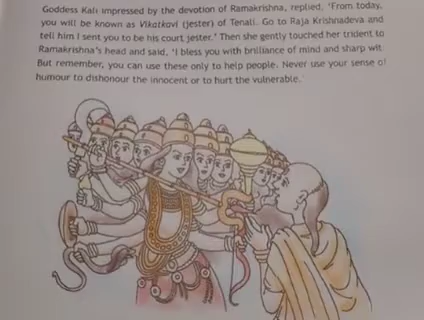 Goddess Kali impressed by the devotion of Ramakrishna, replied, 'From today,
you will be known as Vikatkavi (jester) of Tenali. Go to Raja Krishnadeva and
tell him I sent you to be his court jester.' Then she gently touched her trident to
Ramakrishna's head and said, 'I bless you with brilliance of mind and sharp wit.
But remember, you can use these only to help people. Never use your sense of
humour to dishonour the innocent or to hurt the vulnerable.'